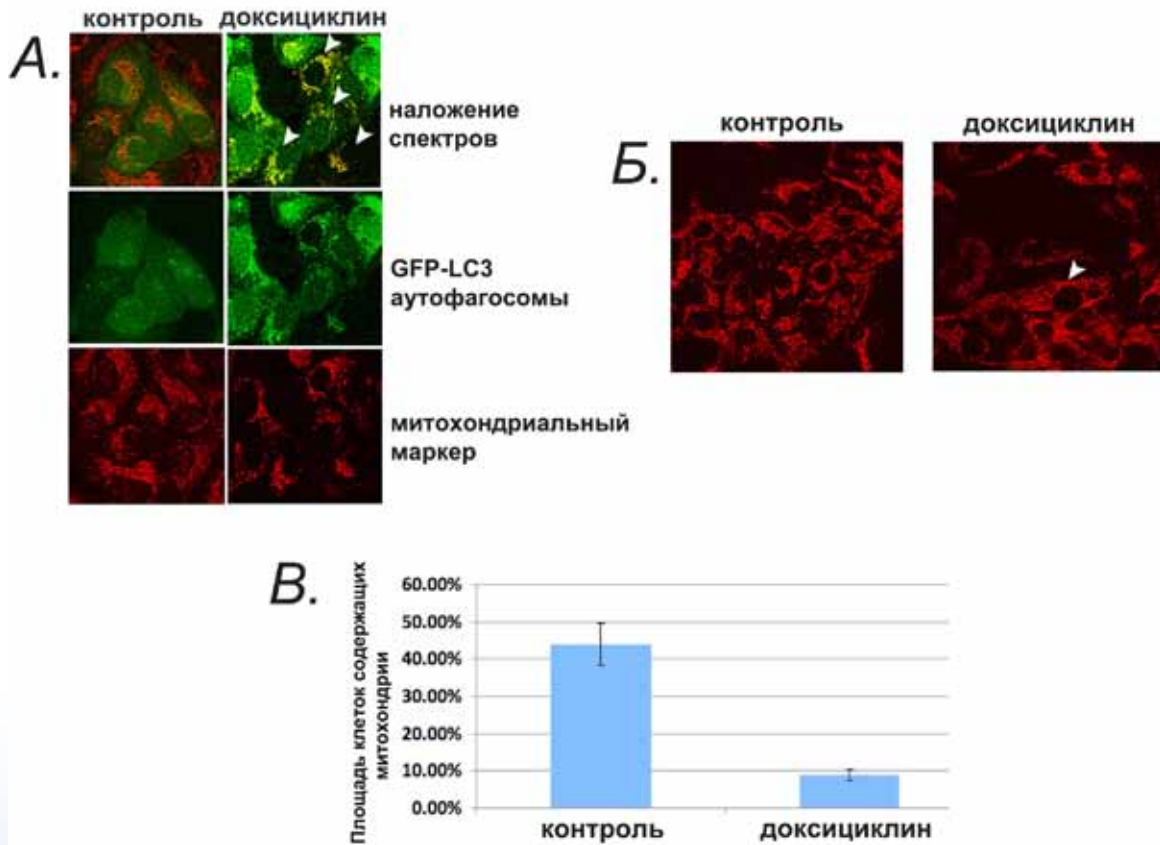 контроль доксициклин
А.
наложение
спектров
GFP-LC3
аутофагосомы
митохондриальный
маркер
контроль доксициклин
Б.
В.
Площадь клеток содержащих
митохондрии
60.00%
50.00%
40.00%
30.00%
20.00%
10.00%
0.00%
контроль доксициклин